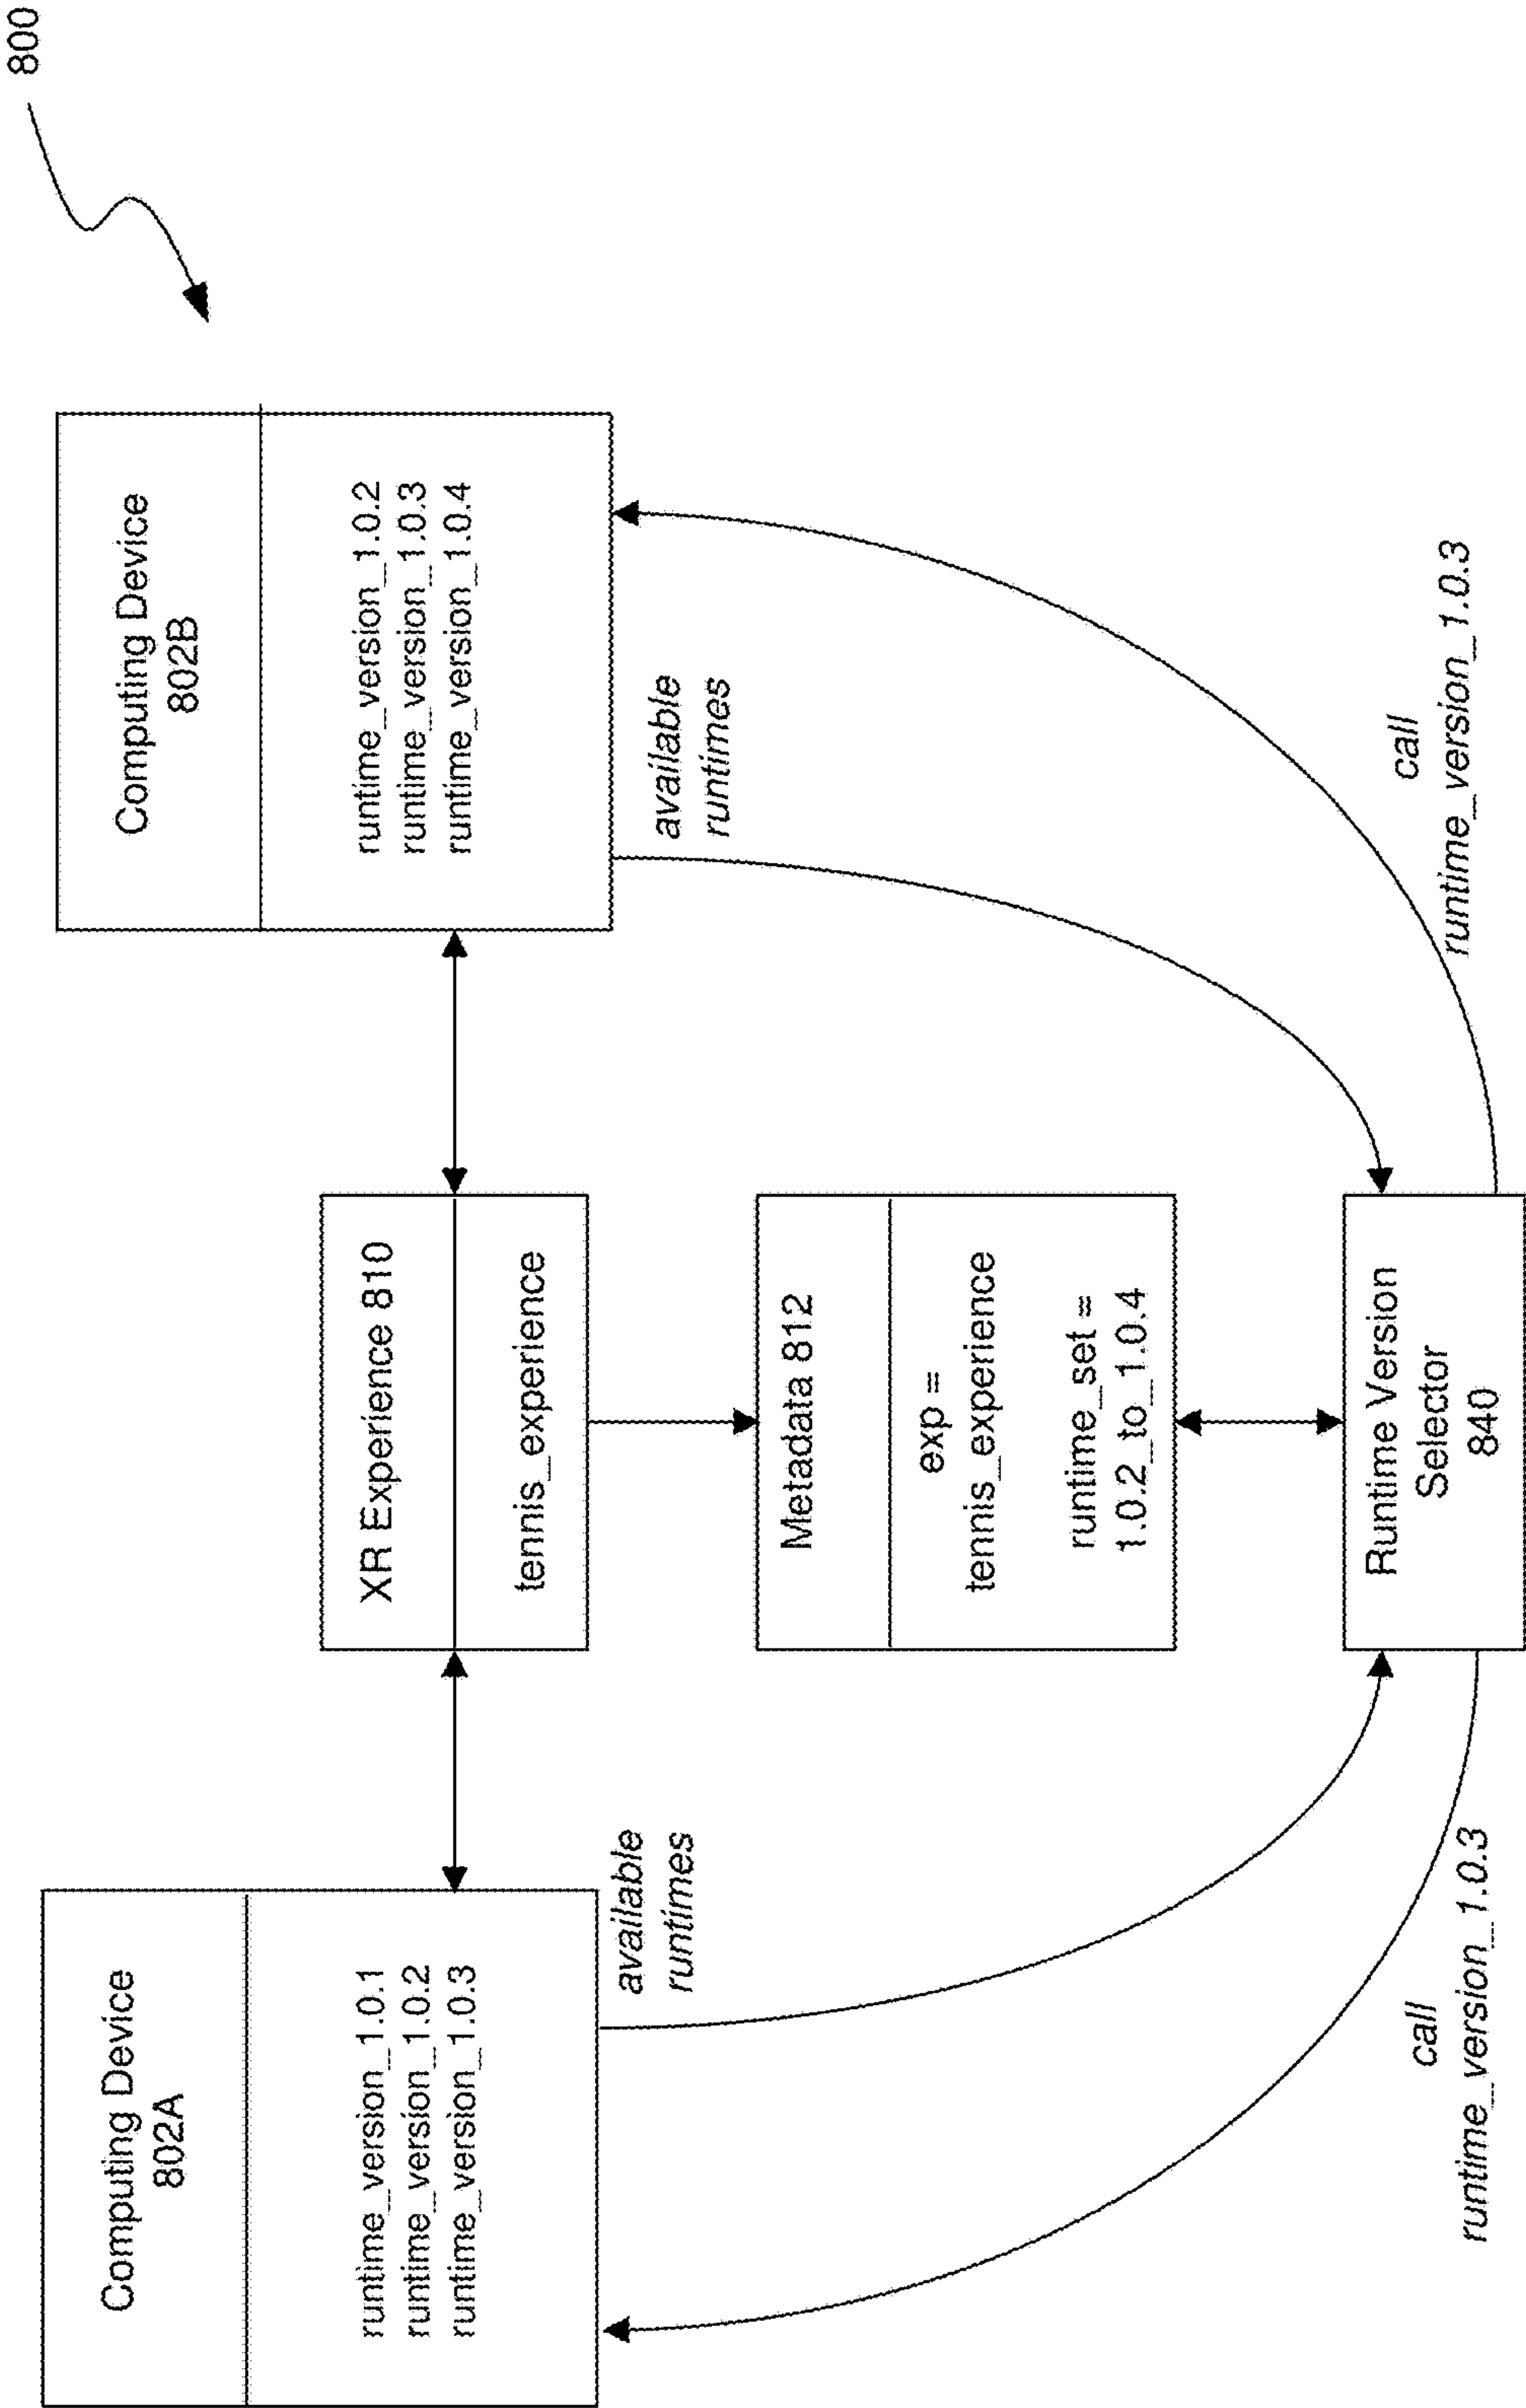 800
Computing Device
802A
runtime_version_1.0.1
runtime_version_1.0.2
runtime_version_1.0.3
XR Experience 810
tennis_experience
Computing Device
802B
runtime_version_1.0.2
runtime_version_1.0.3
runtime_version_1.0.4
available
runtimes
available
runtimes
Metadata 812
exp =
tennis_experience
runtime_set =
1.0.2_to_1.0.4
Runtime Version
Selector
840
call
runtime_version_1.0.3
call
runtime_version_1.0.3